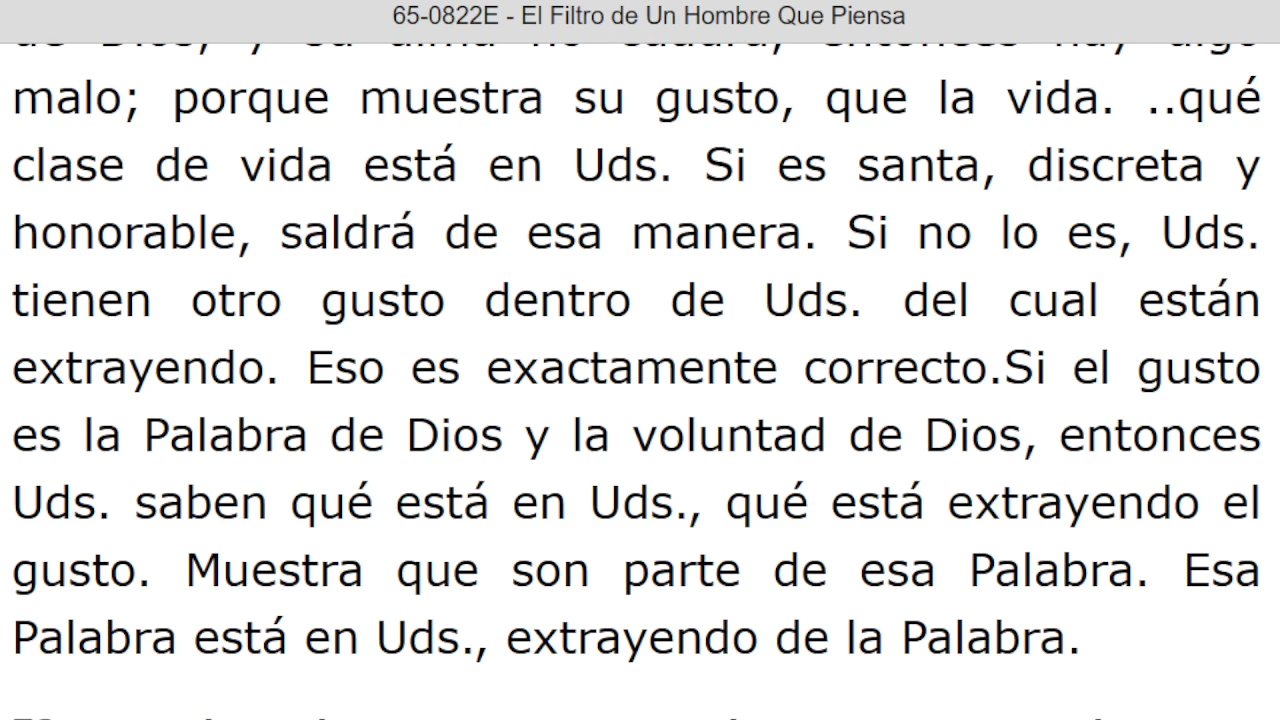 65-0822E - El Filtro de Un Hombre Que Piensa
malo; porque muestra su gusto, que la vida. ..qué
clase de vida está en Uds. Si es santa, discreta y
honorable, saldrá de esa manera. Si no lo es, Uds.
tienen otro gusto dentro de Uds. del cual están
extrayendo. Eso es exactamente correcto.Si el gusto
es la Palabra de Dios y la voluntad de Dios, entonces
Uds. saben qué está en Uds., qué está extrayendo el
gusto. Muestra que son parte de esa Palabra. Esa
Palabra está en Uds., extrayendo de la Palabra.